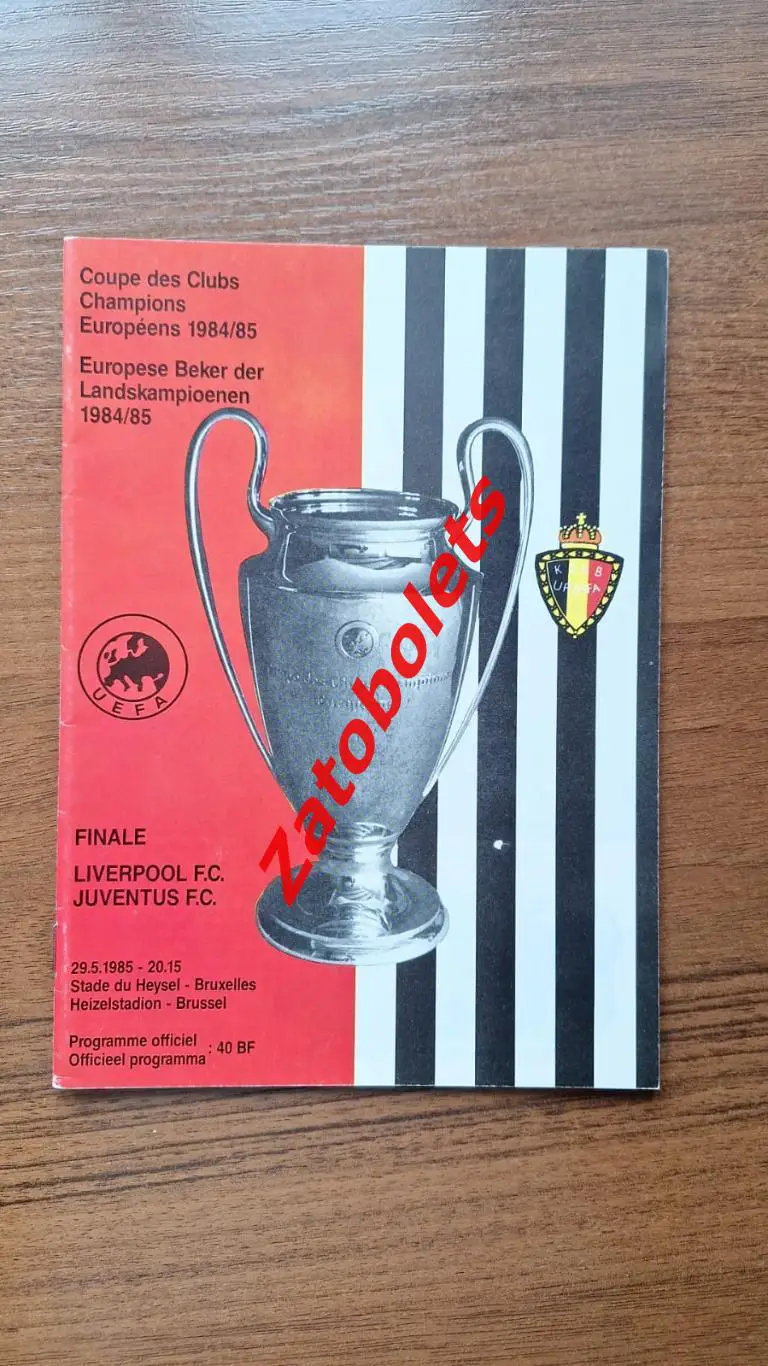 Coupe des Clubs
Champions
Européens 1984/85
Europese Beker der
Landskampioenen
1984/85
UEFA
FINALE
LIVERPOOL F.C.
JUVENTUS F.C.
29.5.1985 - 20.15
Stade du Heysel - Bruxelles
Heizelstadion - Brussel
Programme officiel
Officieel programma : 40 BF
Zatobolets